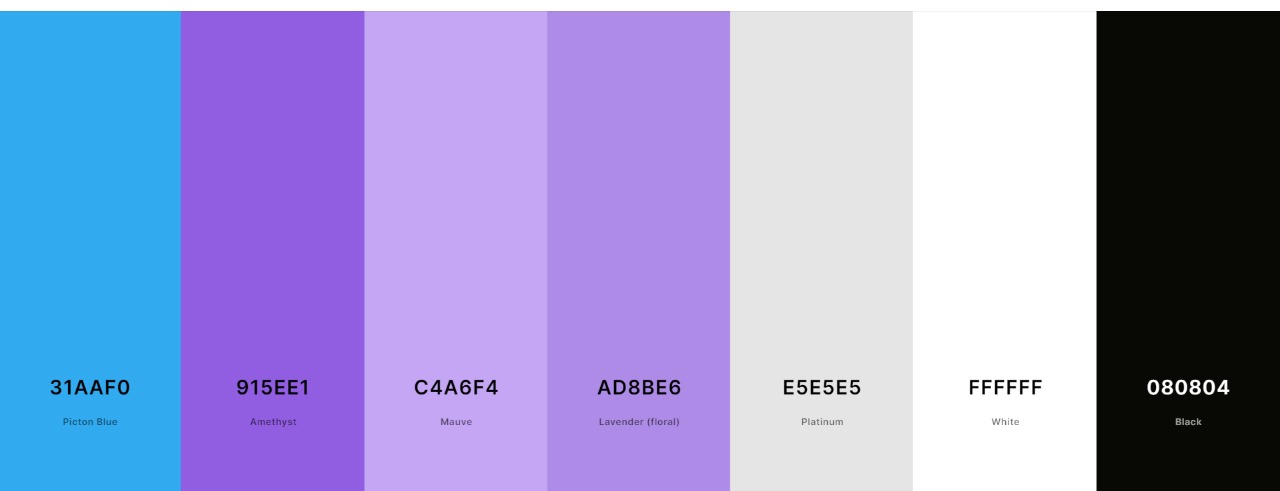 31AAF0
Picton Blue
915EE1
Amethyst
C4A6F4
Mauve
AD8BE6
Lavender (floral)
E5E5E5
Platinum
FFFFFF
White
080804
Black